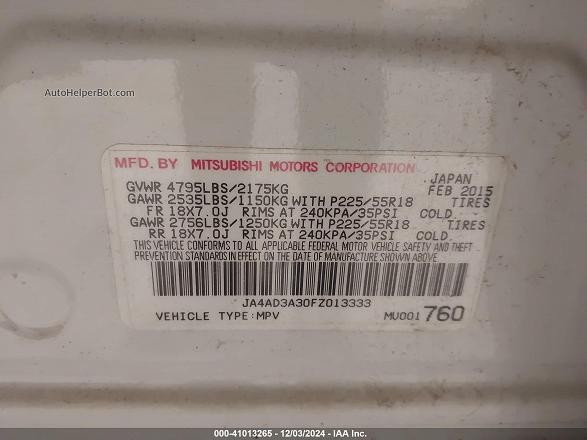 AutoHelperBot.com
MFD. BY MITSUBISHI MOTORS CORPORATION
GVWR 4795LBS/2175KG JAPAN FEB 2015
GAWR 2535LBS/1150KG WITH P225/55R18 TIRES
FR 18X7.0J RIMS AT 240KPA/35PSI COLD.
GAWR 2756LBS/1250KG WITH P225/55R18 TIRES
RR 18X7.0J RIMS AT 240KPA/35PSI COLD.
THIS VEHICLE CONFORMS TO ALL APPLICABLE FEDERAL MOTOR VEHICLE SAFETY AND THEFT
PREVENTION STANDARDS IN EFFECT ON THE DATE OF MANUFACTURE SHOWN ABOVE.
JA4AD3A30FZ013333
VEHICLE TYPE:MPV MU001760
000-41013265 - 12/03/2024 - IAA Inc.